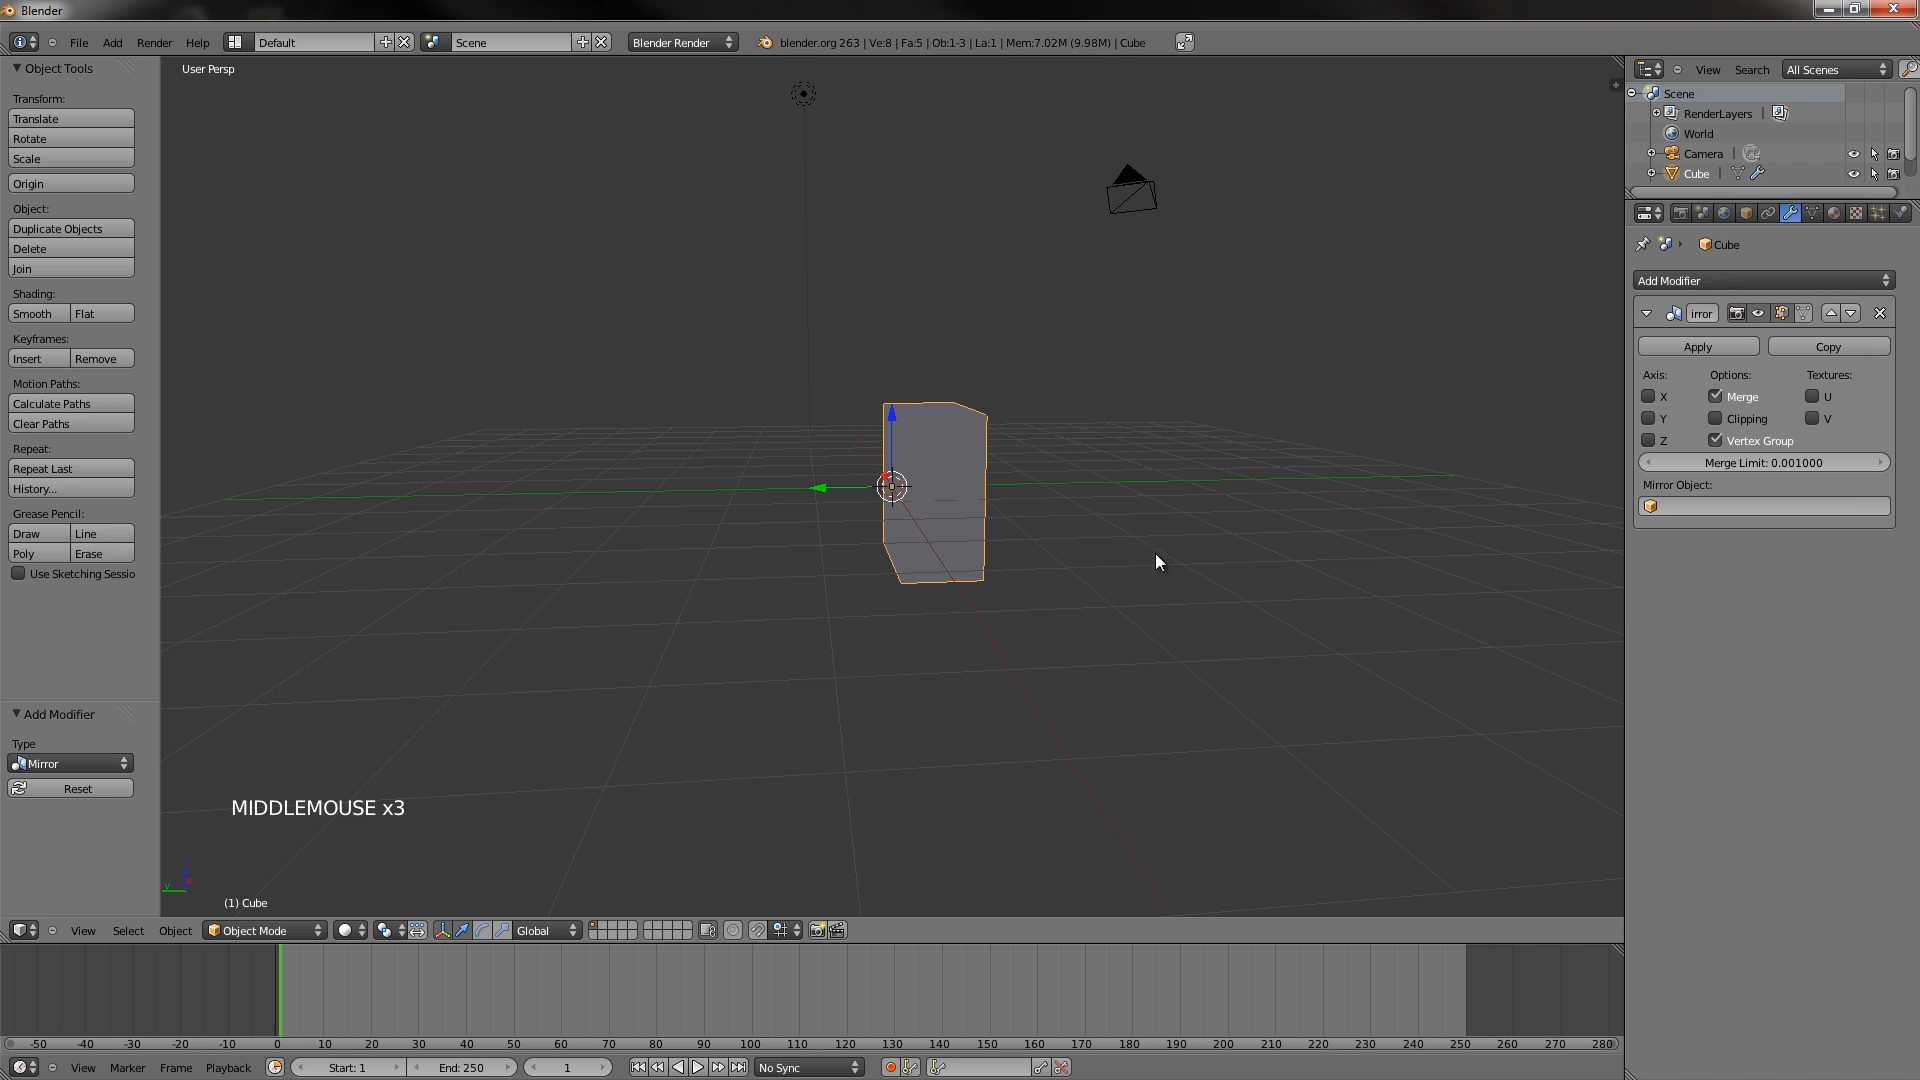 Blender
File Add Render Help Default Scene Blender Render blender.org 263 | Ve:8 | Fa:5 | Ob:1-3 | La:1 | Mem:7.02M (9.98M) | Cube
Object Tools
Transform:
Translate
Rotate
Scale
Origin
Object:
Duplicate Objects
Delete
Join
Shading:
Smooth Flat
Keyframes:
Insert Remove
Motion Paths:
Calculate Paths
Clear Paths
Repeat:
Repeat Last
History...
Grease Pencil:
Draw Line
Poly Erase
Use Sketching Sessio
Add Modifier
Type
Mirror
Reset
User Persp
MIDDLEMOUSE x3
(1) Cube
View Select Object Object Mode Global
View Search All Scenes
Scene
RenderLayers |
World
Camera |
Cube |
Cube
Add Modifier
irror
Apply Copy
Axis: Options: Textures:
X Merge U
Y Clipping V
Z Vertex Group
Merge Limit: 0.001000
Mirror Object:
-50 -40 -30 -20 -10 0 10 20 30 40 50 60 70 80 90 100 110 120 130 140 150 160 170 180 190 200 210 220 230 240 250 260 270 280
View Marker Frame Playback Start: 1 End: 250 1 No Sync